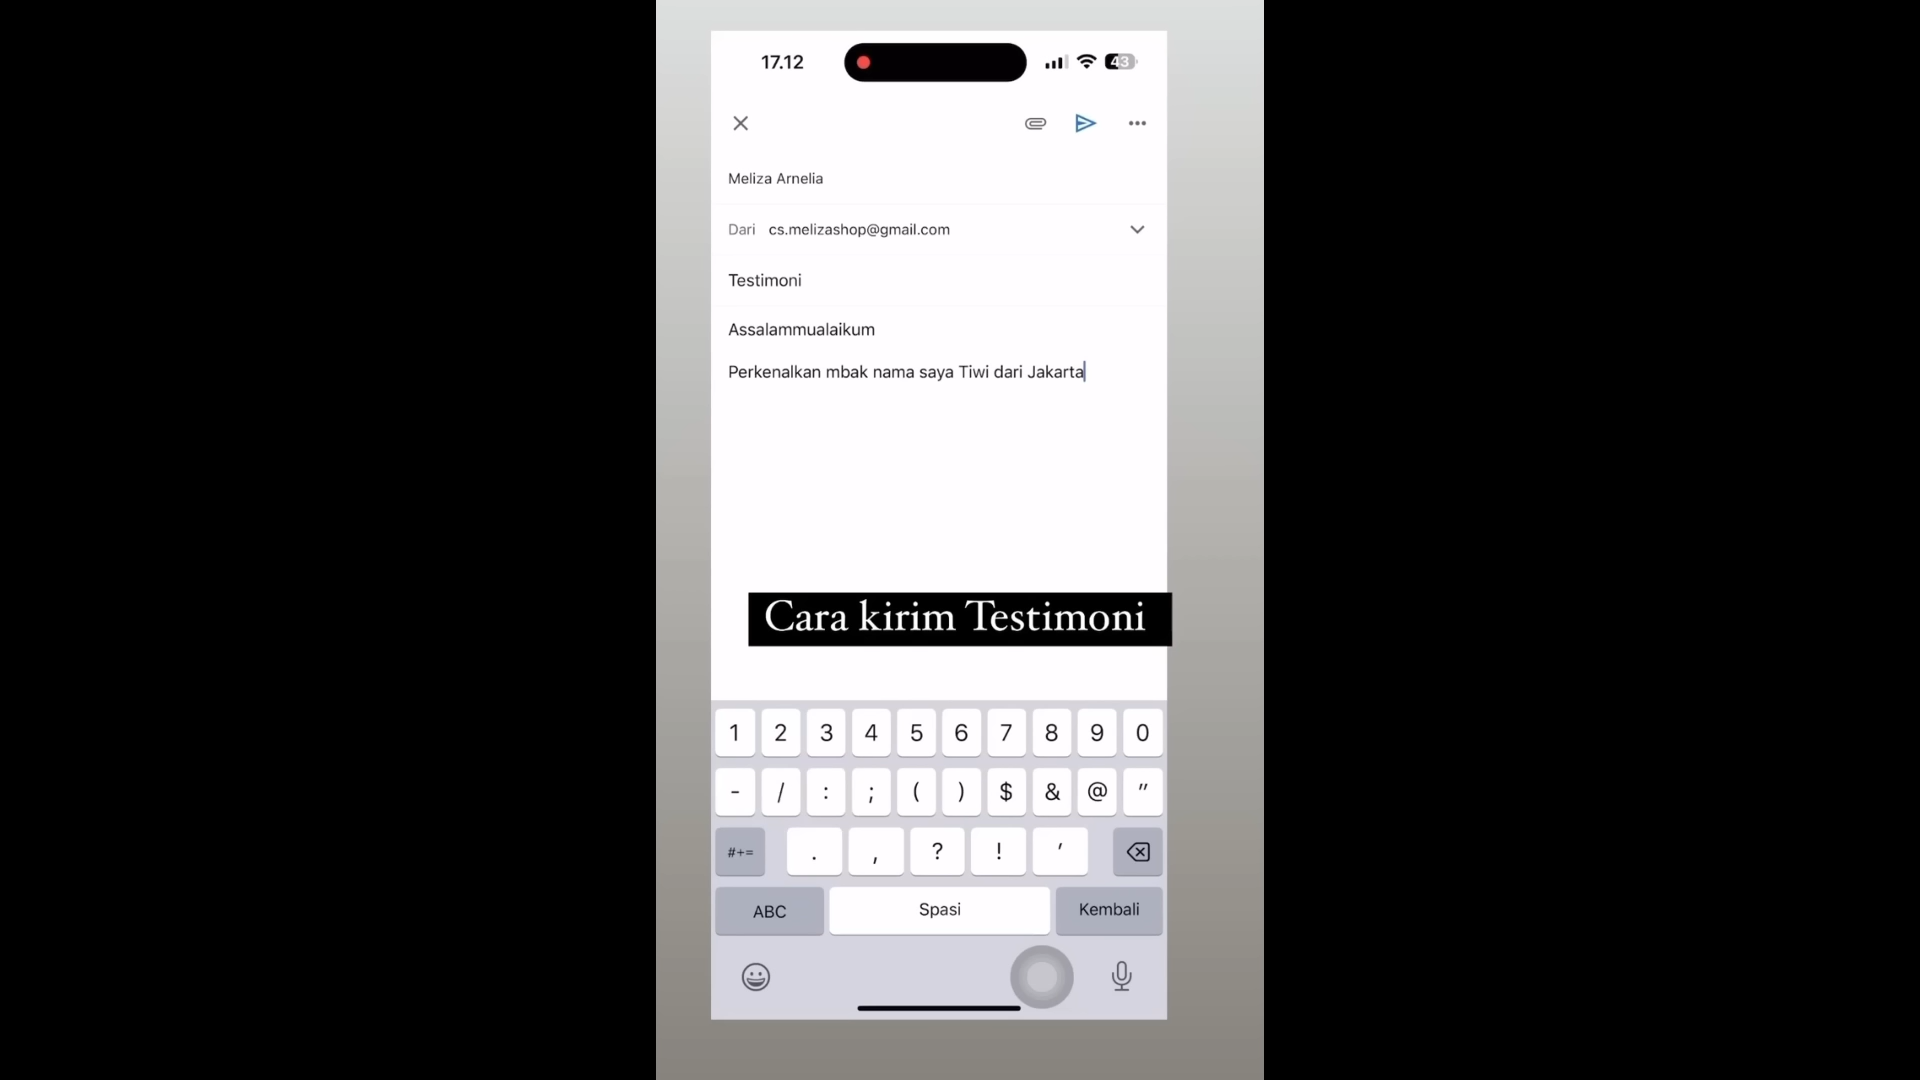 17.12
43
Meliza Arnelia
Dari cs.melizashop@gmail.com
Testimoni
Assalammualaikum
Perkenalkan mbak nama saya Tiwi dari Jakarta
Cara kirim Testimoni
1 2 3 4 5 6 7 8 9 0
- / : ; ( ) $ & @ "
#+= . , ? ! '
ABC Spasi Kembali